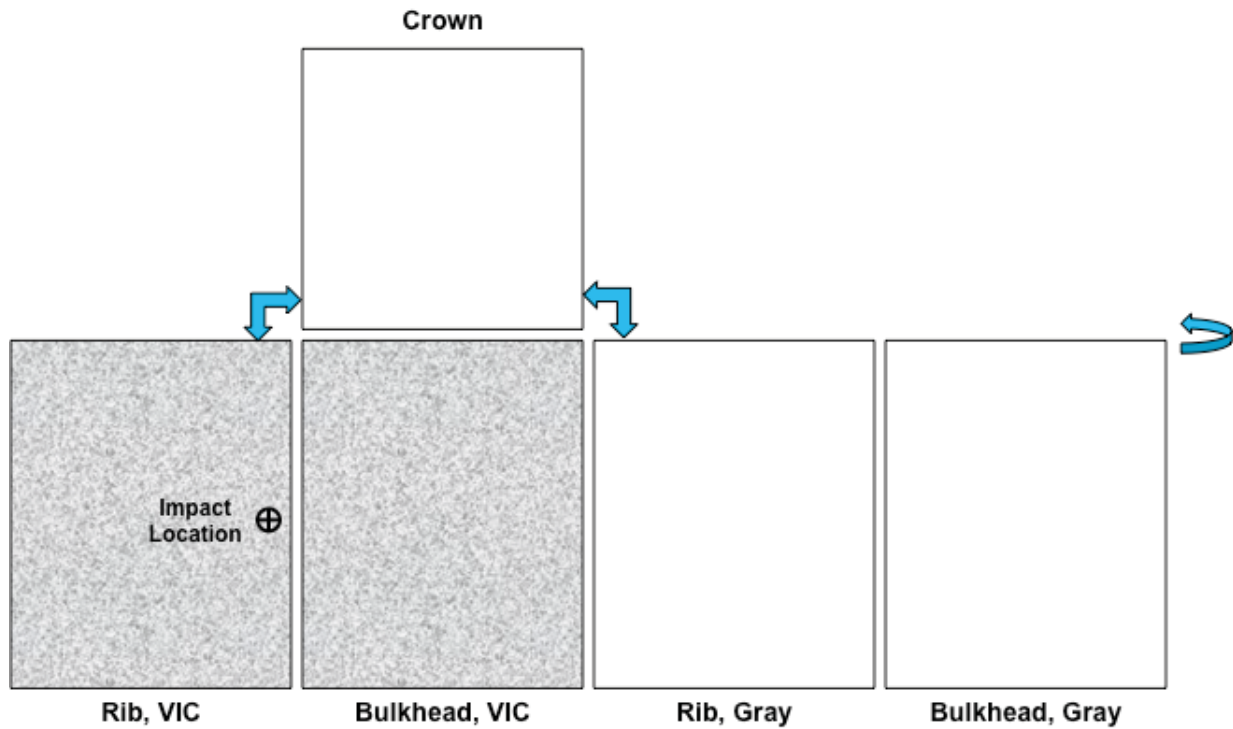 Crown
Impact
Location
Rib, VIC
Bulkhead, VIC
Rib, Gray
Bulkhead, Gray